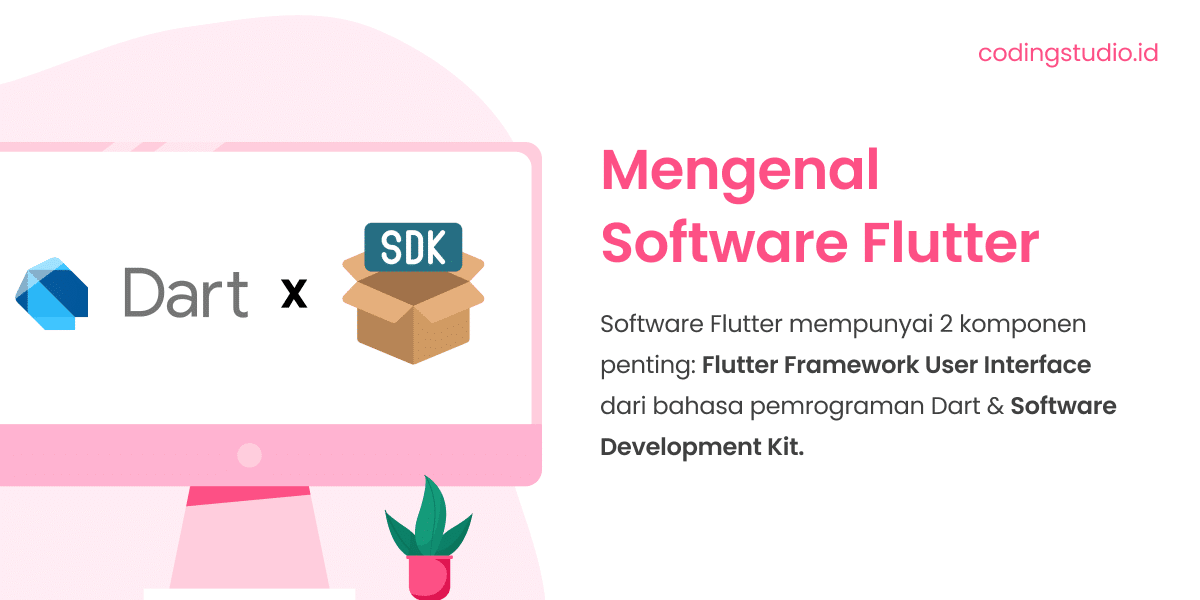 codingstudio.id
Mengenal
Software Flutter
Dart x SDK
Software Flutter mempunyai 2 komponen
penting: Flutter Framework User Interface
dari bahasa pemrograman Dart & Software
Development Kit.